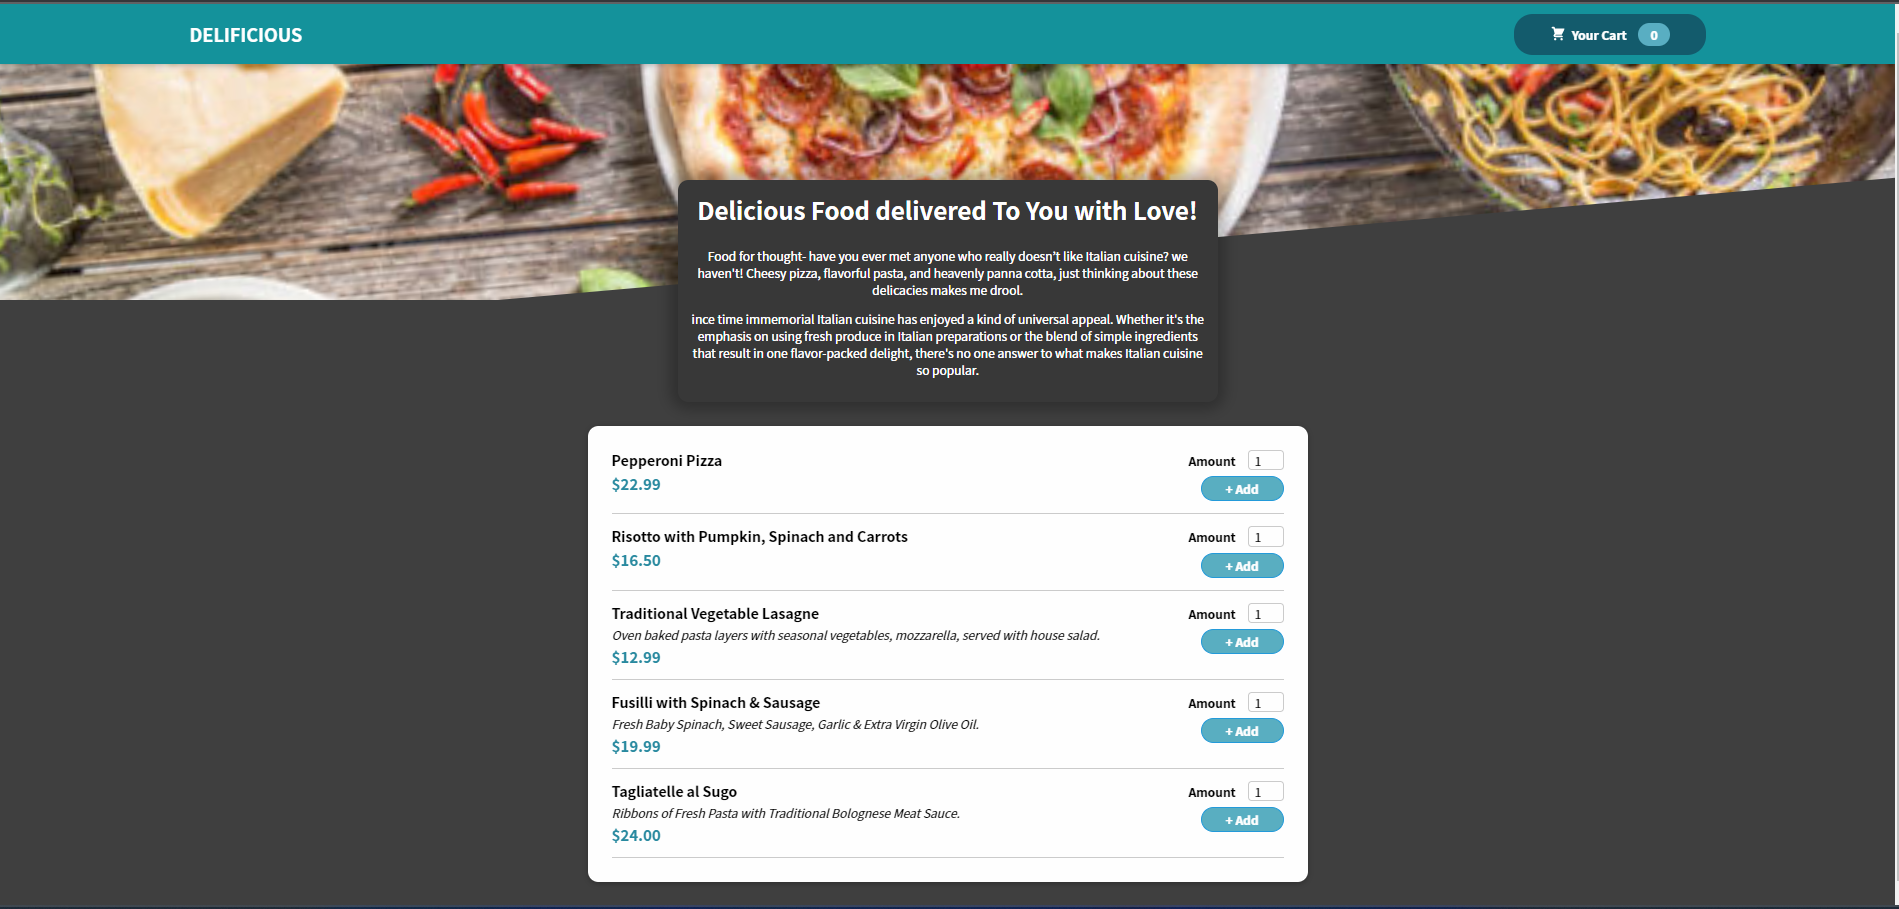 DELIFICIOUS
Your Cart 0
Delicious Food delivered To You with Love!
Food for thought- have you ever met anyone who really doesn’t like Italian cuisine? we
haven't! Cheesy pizza, flavorful pasta, and heavenly panna cotta, just thinking about these
delicacies makes me drool.
ince time immemorial Italian cuisine has enjoyed a kind of universal appeal. Whether it's the
emphasis on using fresh produce in Italian preparations or the blend of simple ingredients
that result in one flavor-packed delight, there's no one answer to what makes Italian cuisine
so popular.
Pepperoni Pizza
$22.99
Amount 1
+ Add
Risotto with Pumpkin, Spinach and Carrots
$16.50
Amount 1
+ Add
Traditional Vegetable Lasagne
Oven baked pasta layers with seasonal vegetables, mozzarella, served with house salad.
$12.99
Amount 1
+ Add
Fusilli with Spinach & Sausage
Fresh Baby Spinach, Sweet Sausage, Garlic & Extra Virgin Olive Oil.
$19.99
Amount 1
+ Add
Tagliatelle al Sugo
Ribbons of Fresh Pasta with Traditional Bolognese Meat Sauce.
$24.00
Amount 1
+ Add